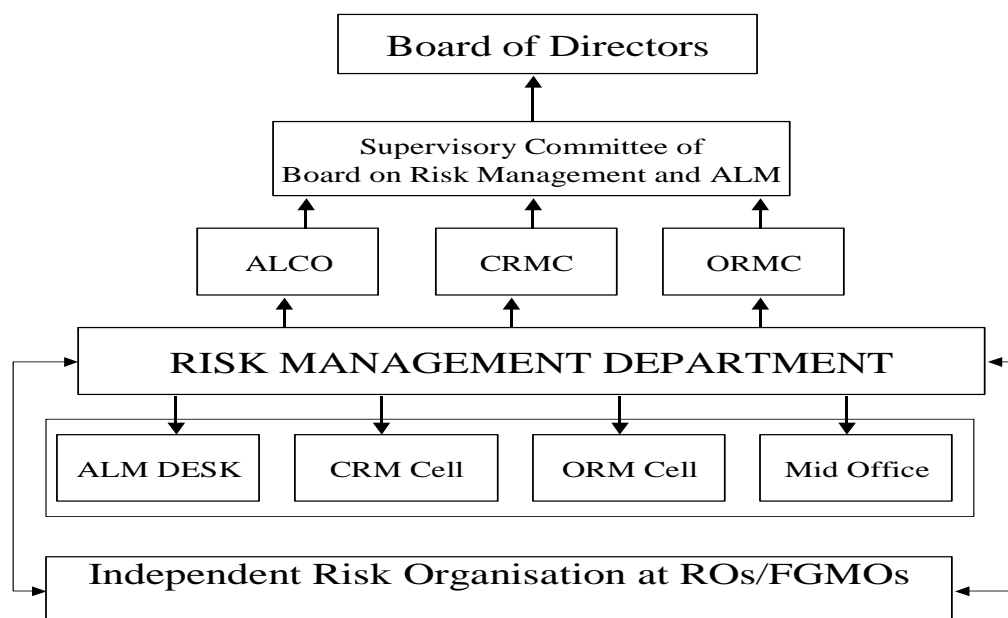 Board of Directors
Supervisory Committee of
Board on Risk Management and ALM
ALCO
CRMC
ORMC
RISK MANAGEMENT DEPARTMENT
ALM DESK
CRM Cell
ORM Cell
Mid Office
Independent Risk Organisation at ROs/FGMOs